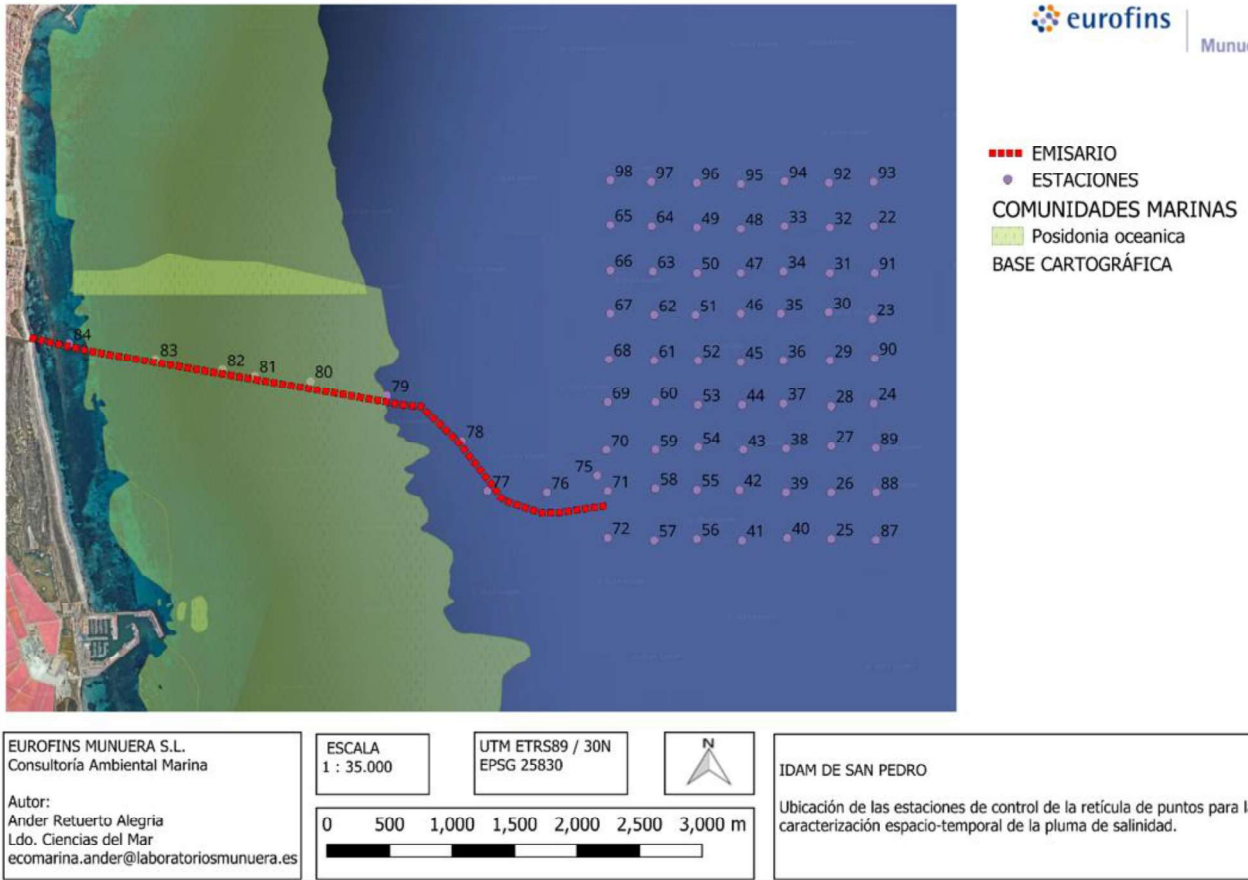 eurofins
Munue
EMISARIO
ESTACIONES
COMUNIDADES MARINAS
Posidonia oceanica
BASE CARTOGRÁFICA
98 97 96 95 94 92 93
65 64 49 48 33 32 22
66 63 50 47 34 31 91
67 62 51 46 35 30 23
84 83 82 81 80 79
68 61 52 45 36 29 90
69 60 53 44 37 28 24
78
70 59 54 43 38 27 89
77 76 75 71 58 55 42 39 26 88
72 57 56 41 40 25 87
EUROFINS MUNUERA S.L.
Consultoría Ambiental Marina
Autor:
Ander Retuerto Alegria
Ldo. Ciencias del Mar
ecomarina.ander@laboratoriosmunuera.es
ESCALA
1 : 35.000
UTM ETRS89 / 30N
EPSG 25830
N
0 500 1,000 1,500 2,000 2,500 3,000 m
IDAM DE SAN PEDRO
Ubicación de las estaciones de control de la retícula de puntos para la
caracterización espacio-temporal de la pluma de salinidad.